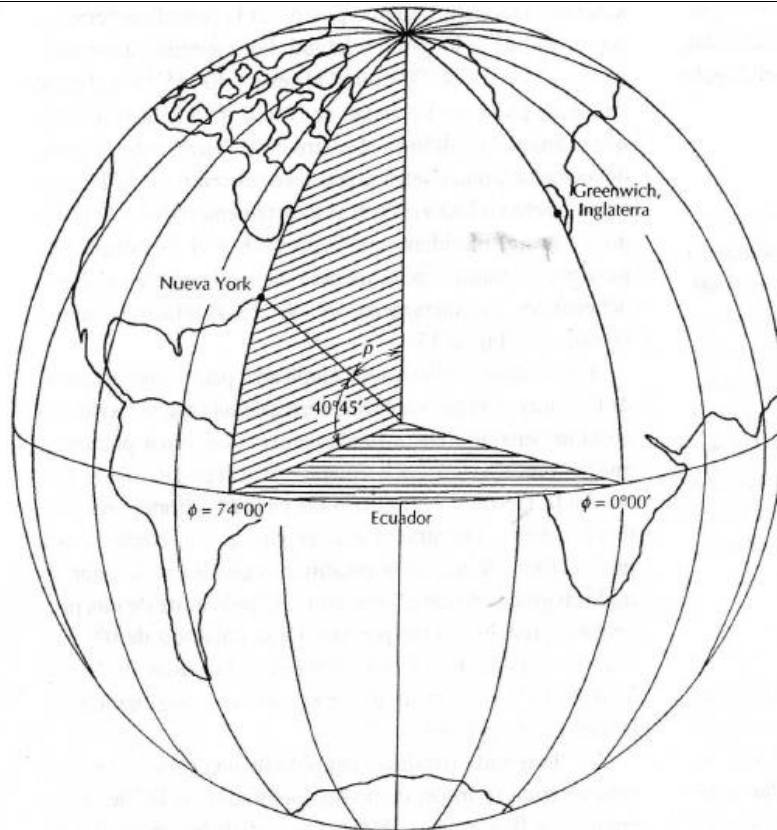 Greenwich,
Inglaterra
Nueva York
ρ
40°45′
ϕ = 74°00′
ϕ = 0°00′
Ecuador